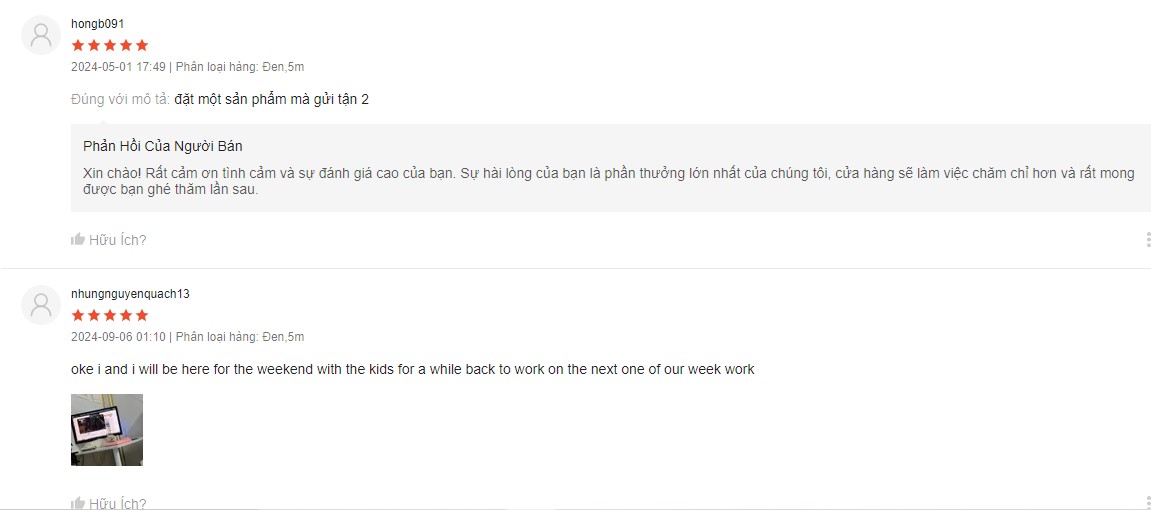 hongb091
2024-05-01 17:49 | Phân loại hàng: Đen,5m
Đúng với mô tả: đặt một sản phẩm mà gửi tận 2
Phản Hồi Của Người Bán
Xin chào! Rất cảm ơn tình cảm và sự đánh giá cao của bạn. Sự hài lòng của bạn là phần thưởng lớn nhất của chúng tôi, cửa hàng sẽ làm việc chăm chỉ hơn và rất mong
được bạn ghé thăm lần sau.
Hữu Ích?
nhungnguyenquach13
2024-09-06 01:10 | Phân loại hàng: Đen,5m
oke i and i will be here for the weekend with the kids for a while back to work on the next one of our week work
Hữu Ích?